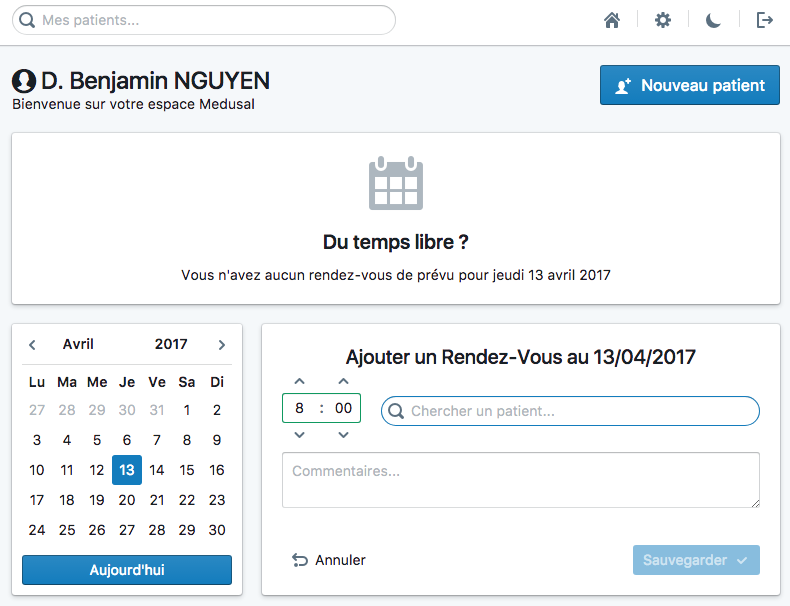 Mes patients...
D. Benjamin NGUYEN
Bienvenue sur votre espace Medusal
Nouveau patient
Du temps libre ?
Vous n'avez aucun rendez-vous de prévu pour jeudi 13 avril 2017
Avril 2017
Lu Ma Me Je Ve Sa Di
27 28 29 30 31 1 2
3 4 5 6 7 8 9
10 11 12 13 14 15 16
17 18 19 20 21 22 23
24 25 26 27 28 29 30
Aujourd'hui
Ajouter un Rendez-Vous au 13/04/2017
8 : 00
Chercher un patient...
Commentaires...
Annuler
Sauvegarder